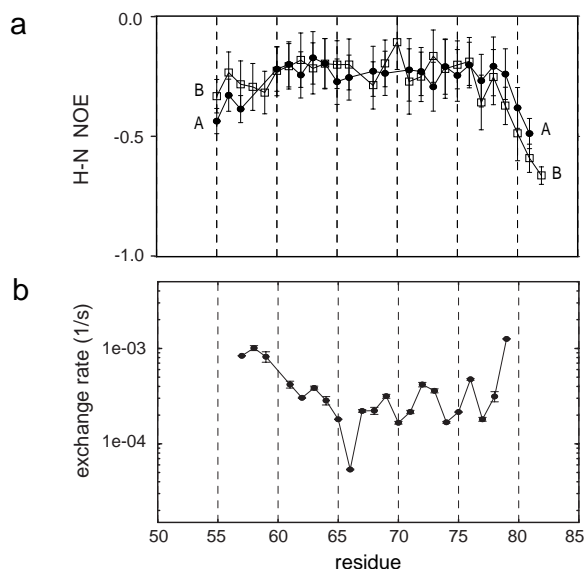 a
0.0
-0.5
-1.0
H-N NOE
B
A
A
B
b
1e-03
1e-04
exchange rate (1/s)
50 55 60 65 70 75 80 85
residue